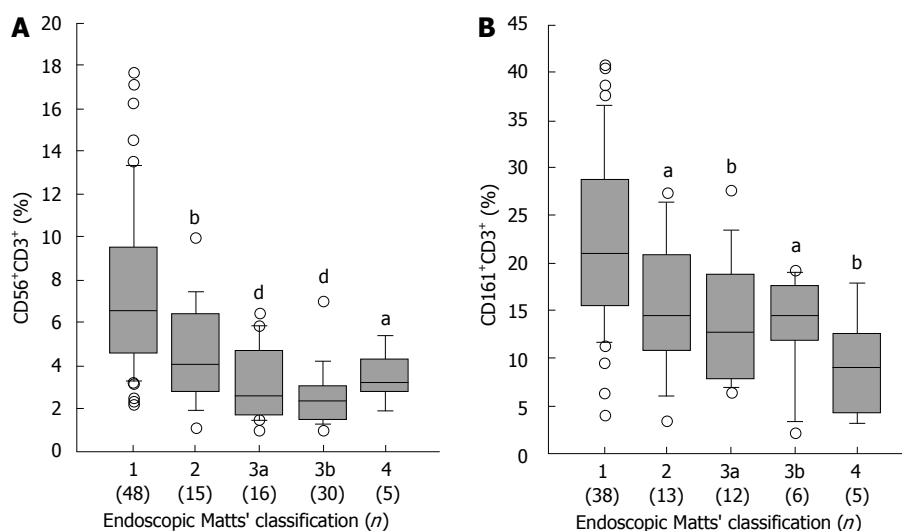 A
20
18
16
14
12
10
8
6
4
2
0
CD56⁺CD3⁺ (%)
b
d
d
a
1 2 3a 3b 4
(48) (15) (16) (30) (5)
Endoscopic Matts' classification (n)
B
45
40
35
30
25
20
15
10
5
0
CD161⁺CD3⁺ (%)
a
b
a
b
1 2 3a 3b 4
(38) (13) (12) (6) (5)
Endoscopic Matts' classification (n)